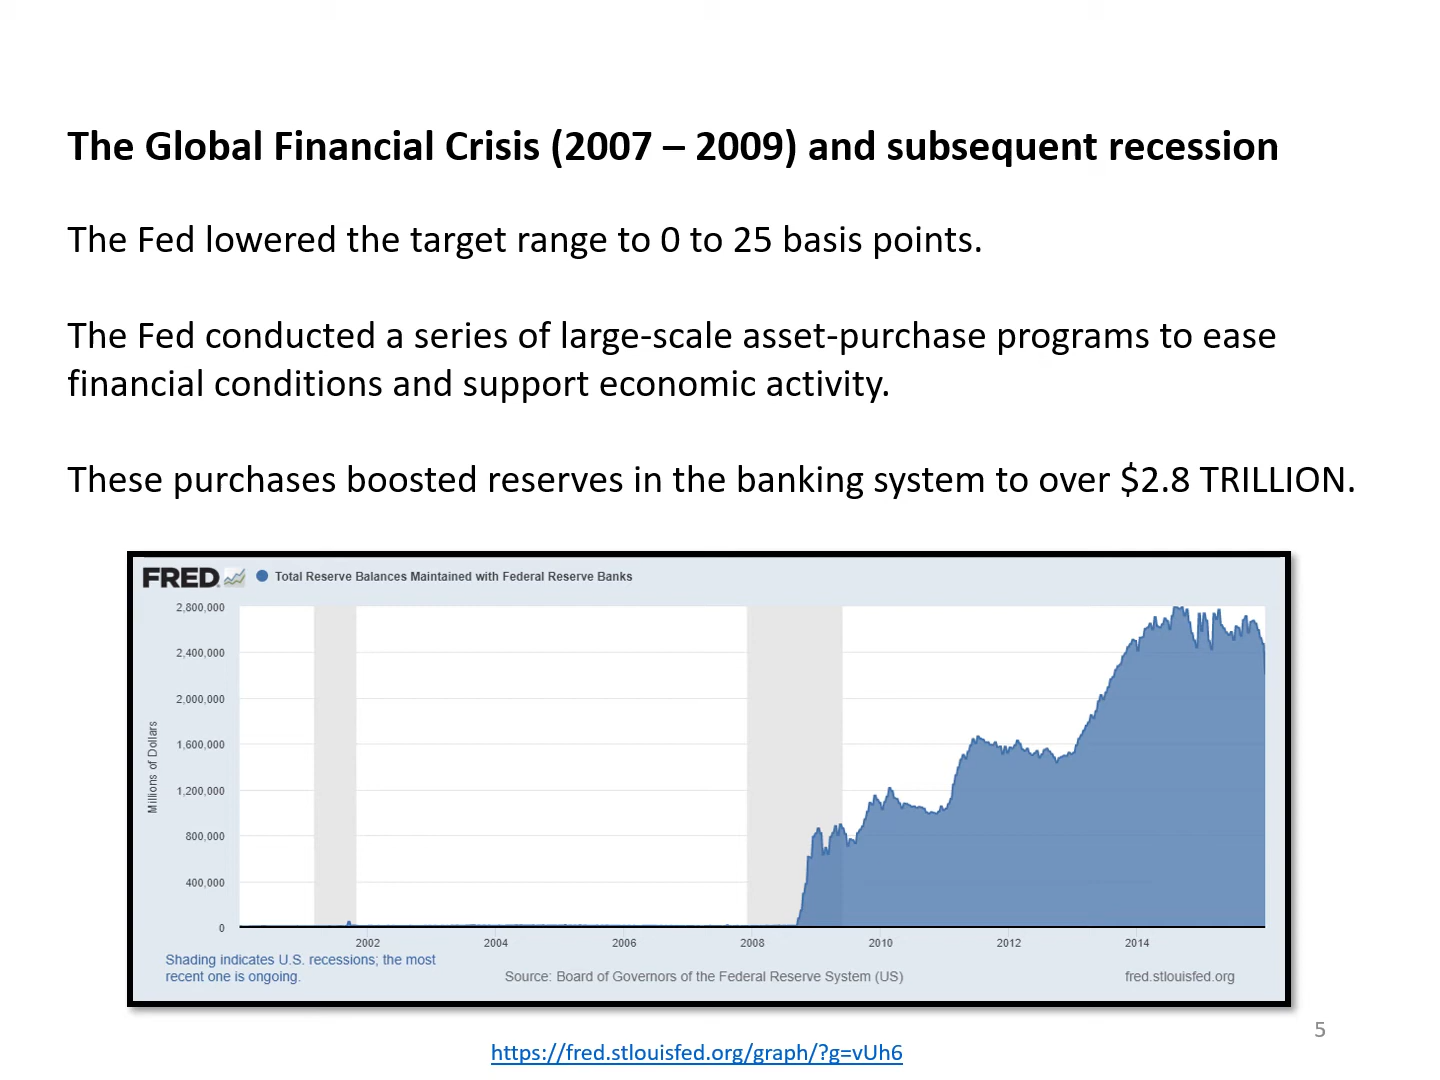 The Global Financial Crisis (2007 – 2009) and subsequent recession
The Fed lowered the target range to 0 to 25 basis points.
The Fed conducted a series of large-scale asset-purchase programs to ease
financial conditions and support economic activity.
These purchases boosted reserves in the banking system to over $2.8 TRILLION.
FRED Total Reserve Balances Maintained with Federal Reserve Banks
2,800,000
2,400,000
2,000,000
1,600,000
1,200,000
800,000
400,000
0
Millions of Dollars
2002 2004 2006 2008 2010 2012 2014
Shading indicates U.S. recessions; the most
recent one is ongoing.
Source: Board of Governors of the Federal Reserve System (US)
fred.stlouisfed.org
5
https://fred.stlouisfed.org/graph/?g=vUh6